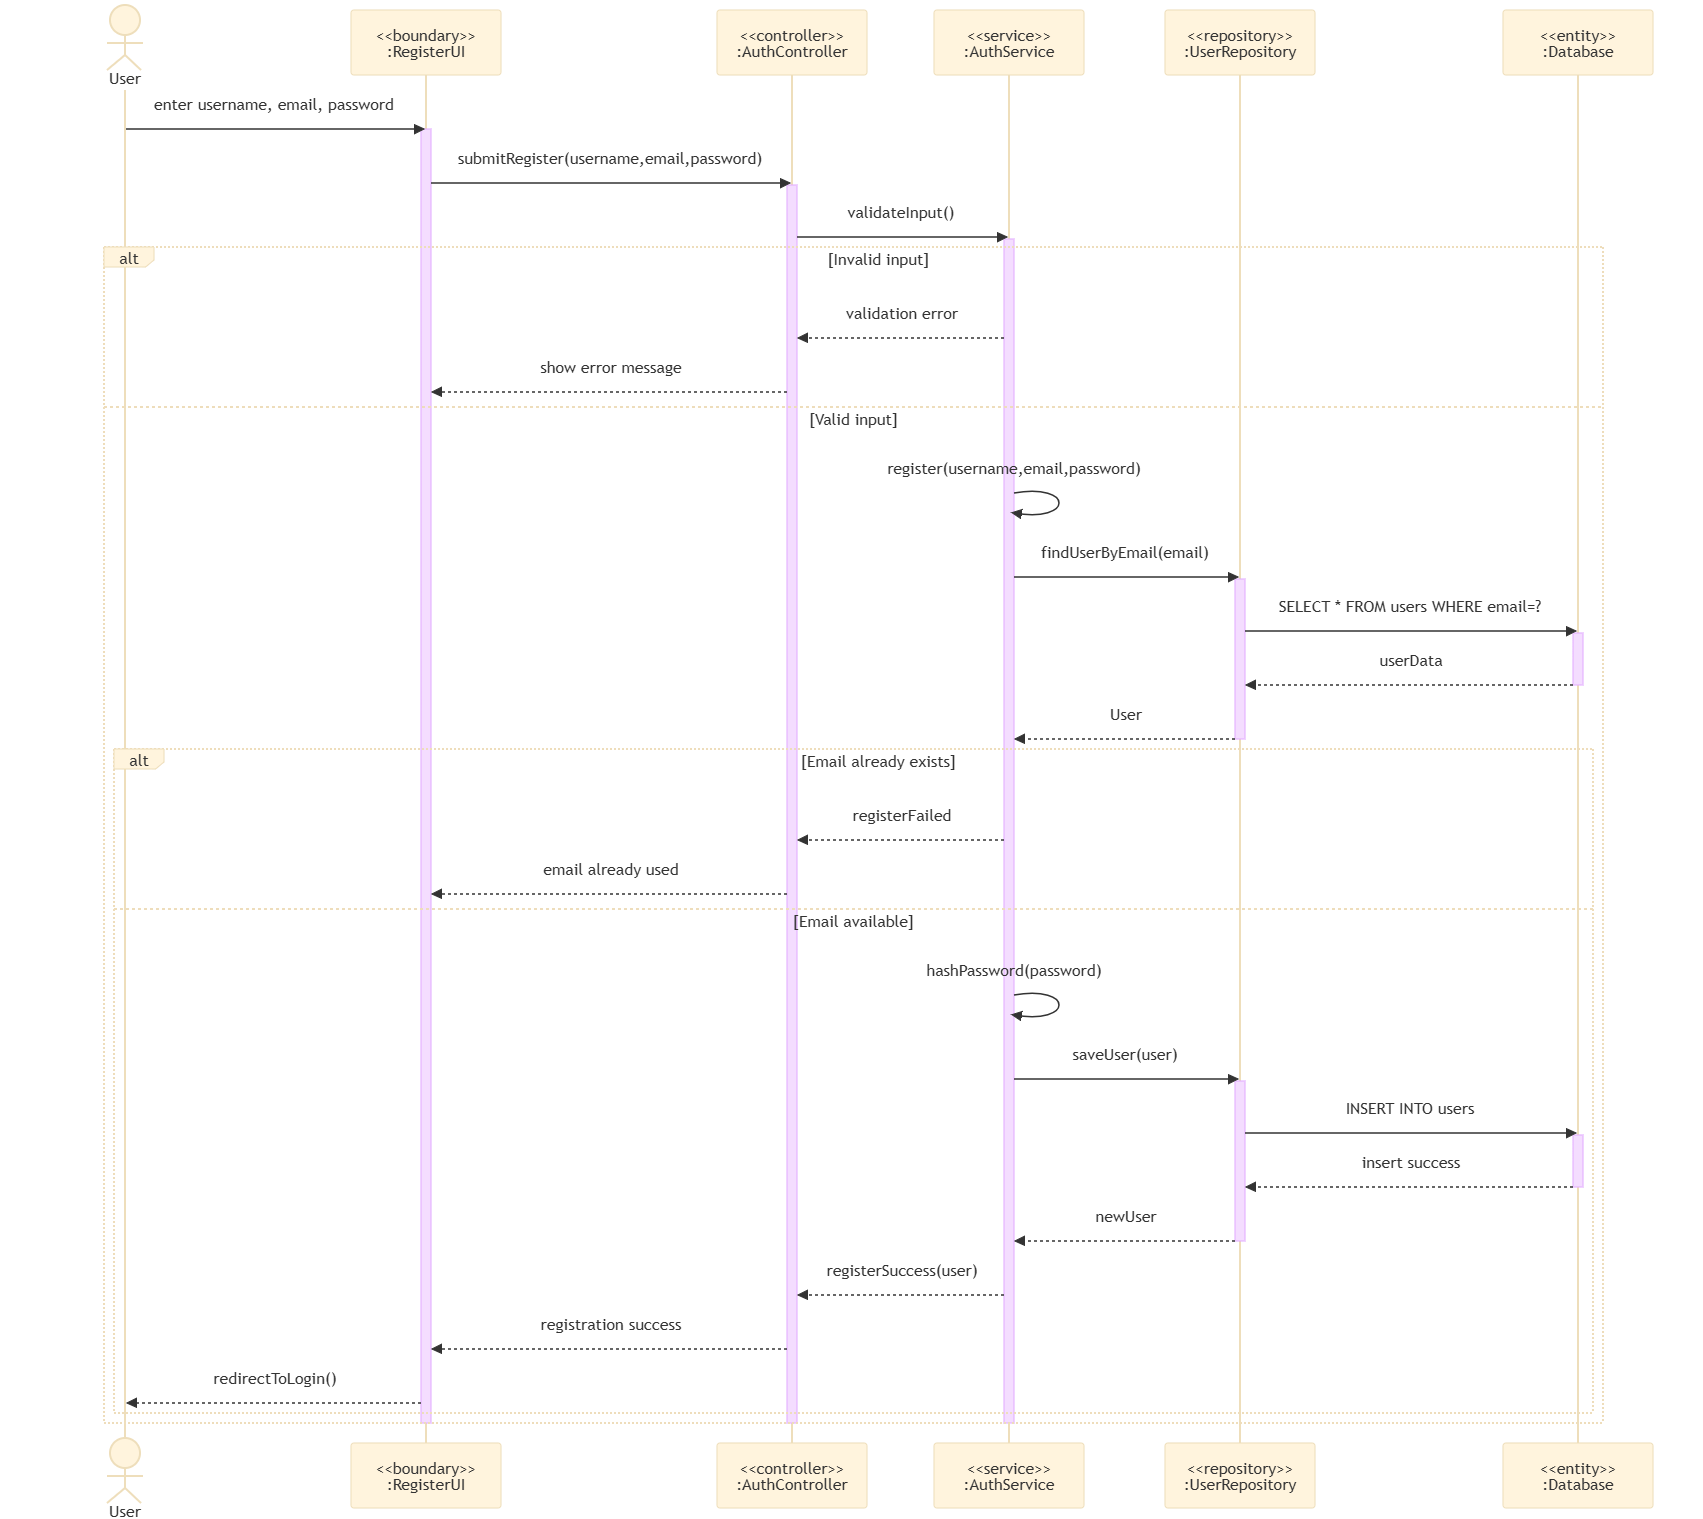 <<boundary>>
:RegisterUI
<<controller>>
:AuthController
<<service>>
:AuthService
<<repository>>
:UserRepository
<<entity>>
:Database
User
enter username, email, password
submitRegister(username,email,password)
validateInput()
alt
[Invalid input]
validation error
show error message
[Valid input]
register(username,email,password)
findUserByEmail(email)
SELECT * FROM users WHERE email=?
userData
User
alt
[Email already exists]
registerFailed
email already used
[Email available]
hashPassword(password)
saveUser(user)
INSERT INTO users
insert success
newUser
registerSuccess(user)
registration success
redirectToLogin()
<<boundary>>
:RegisterUI
<<controller>>
:AuthController
<<service>>
:AuthService
<<repository>>
:UserRepository
<<entity>>
:Database
User